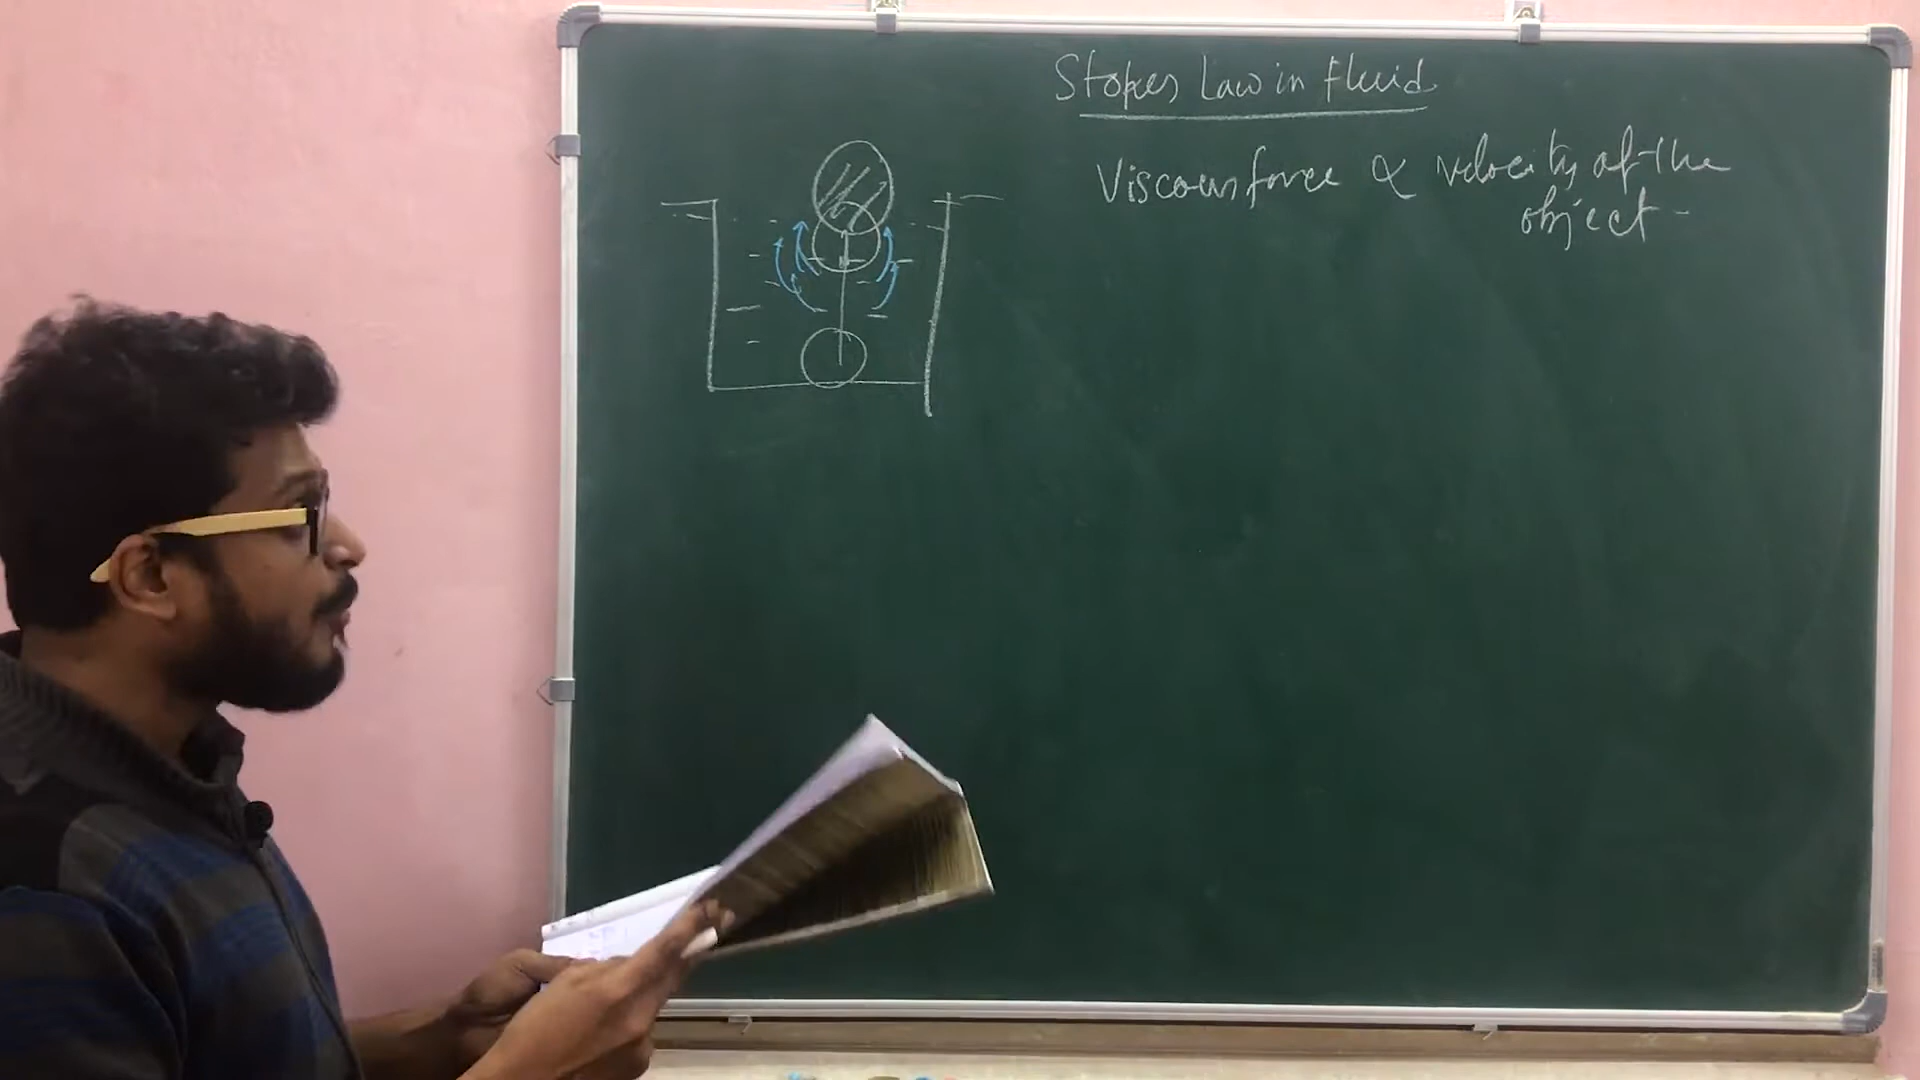 Stokes Law in fluid
Viscous force ∝ velocity of the
object -